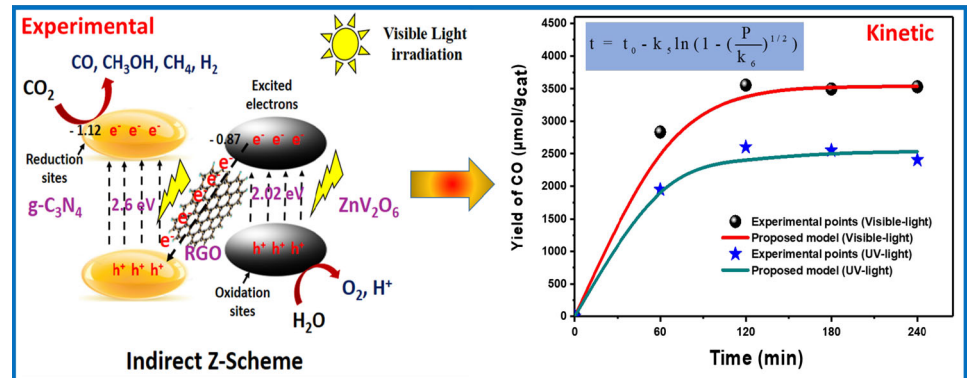 Experimental
Visible Light
irradiation
CO, CH₃OH, CH₄, H₂
CO₂
Excited
electrons
- 1.12
e⁻ e⁻ e⁻
- 0.87
e⁻ e⁻ e⁻
Reduction
sites
e⁻
e⁻
e⁻
e⁻
e⁻
g-C₃N₄
2.6 eV
2.02 eV
ZnV₂O₆
RGO
h⁺ h⁺ h⁺
h⁺ h⁺ h⁺
Oxidation
sites
O₂, H⁺
H₂O
Indirect Z-Scheme
Kinetic
t = t₀ - k₅ ln (1 - (P/k₆)^1/2)
Yield of CO (µmol/gcat)
4500
4000
3500
3000
2500
2000
1500
1000
500
0
Experimental points (Visible-light)
Proposed model (Visible-light)
Experimental points (UV-light)
Proposed model (UV-light)
0 60 120 180 240
Time (min)